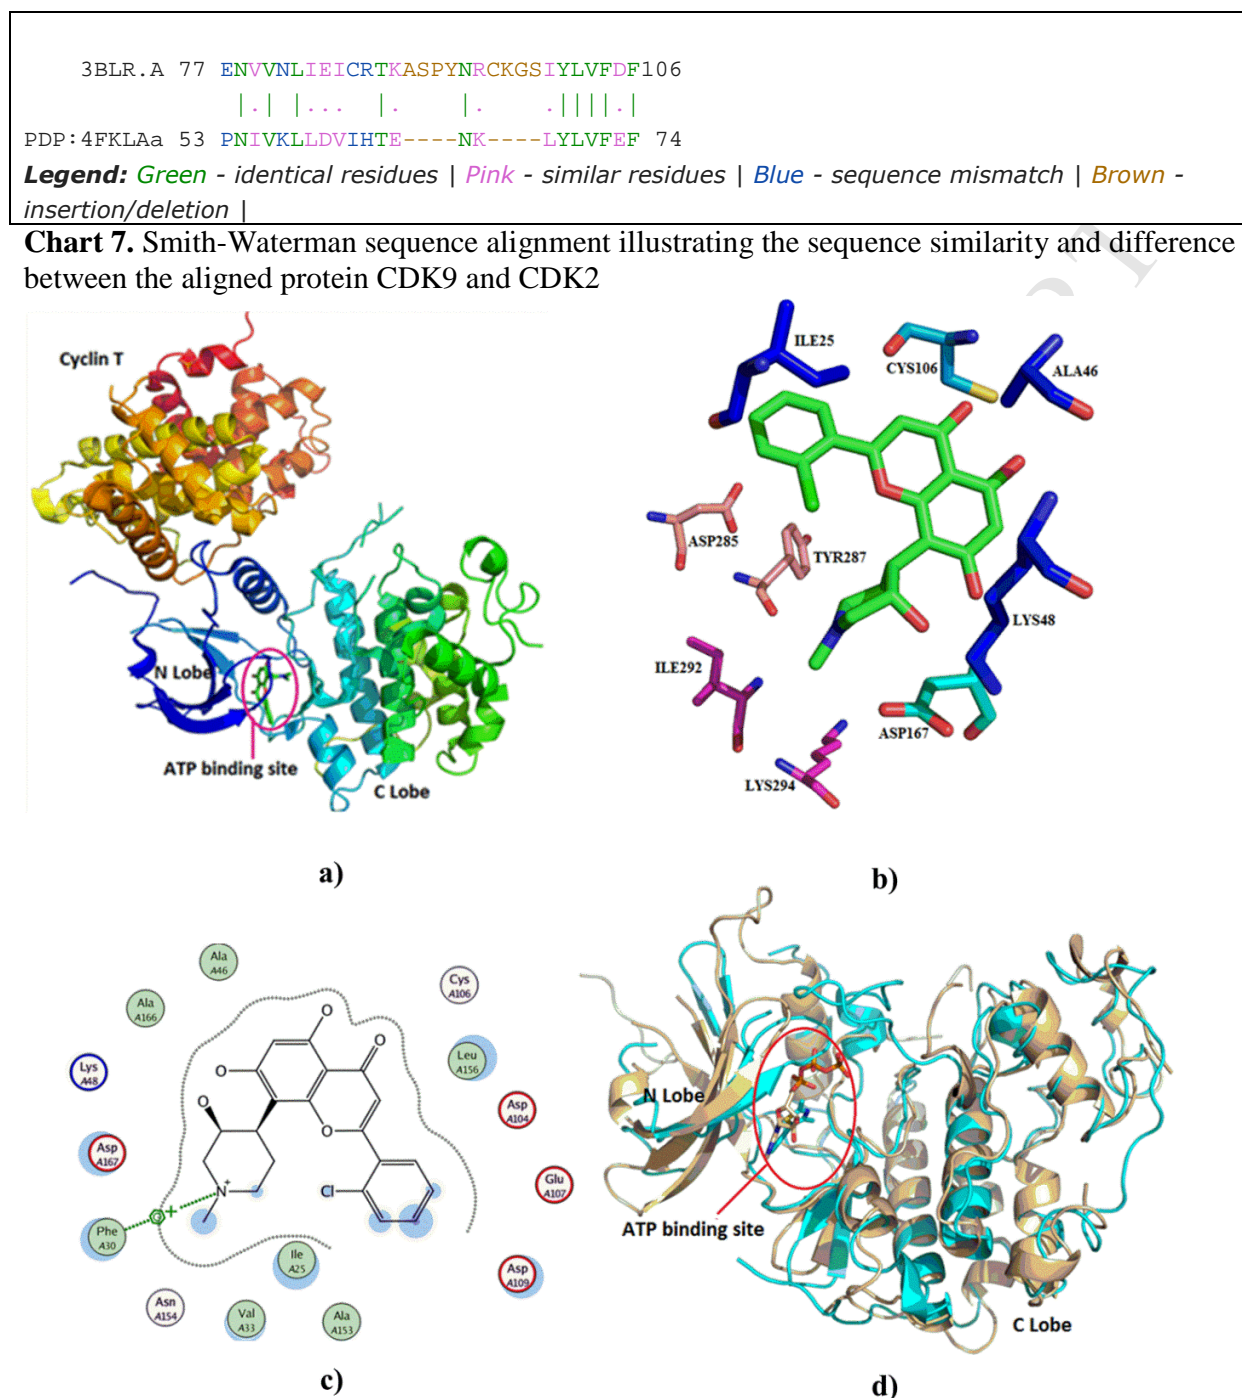 3BLR.A 77 ENVVNLIEICRTKASPYNRCKGSIYLVFDF106
|.| |... |. |. .||||.|
PDP:4FKLAa 53 PNIVKLLDVIHTE----NK----LYLVFEF 74
Legend: Green - identical residues | Pink - similar residues | Blue - sequence mismatch | Brown -
insertion/deletion |
Chart 7. Smith-Waterman sequence alignment illustrating the sequence similarity and difference
between the aligned protein CDK9 and CDK2
Cyclin T
N Lobe
ATP binding site
C Lobe
a)
ILE25
CYS106
ALA46
ASP285
TYR287
LYS48
ILE292
ASP167
LYS294
b)
Ala
A46
Cys
A106
Ala
A166
Leu
A156
Lys
A48
Asp
A104
Asp
A167
Glu
A107
Phe
A30
Ile
A25
Asp
A109
Asn
A154
Val
A33
Ala
A153
O
O
O
O
O
N
+
Cl
+
c)
N Lobe
ATP binding site
C Lobe
d)
P T